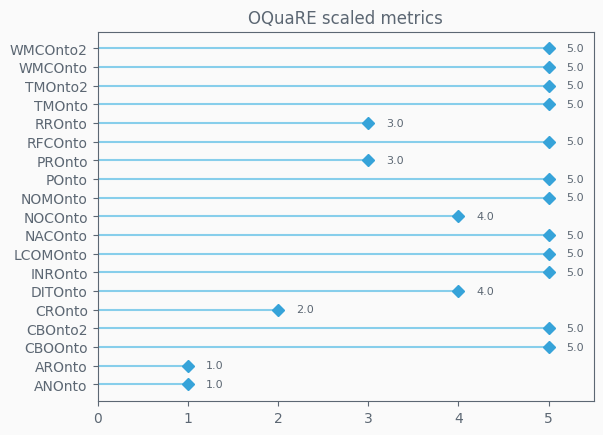 OQuaRE scaled metrics
WMCOnto2 5.0
WMCOnto 5.0
TMOnto2 5.0
TMOnto 5.0
RROnto 3.0
RFCOnto 5.0
PROnto 3.0
POnto 5.0
NOMOnto 5.0
NOCOnto 4.0
NACOnto 5.0
LCOMOnto 5.0
INROnto 5.0
DITOnto 4.0
CROnto 2.0
CBOnto2 5.0
CBOOnto 5.0
AROnto 1.0
ANOnto 1.0
0 1 2 3 4 5